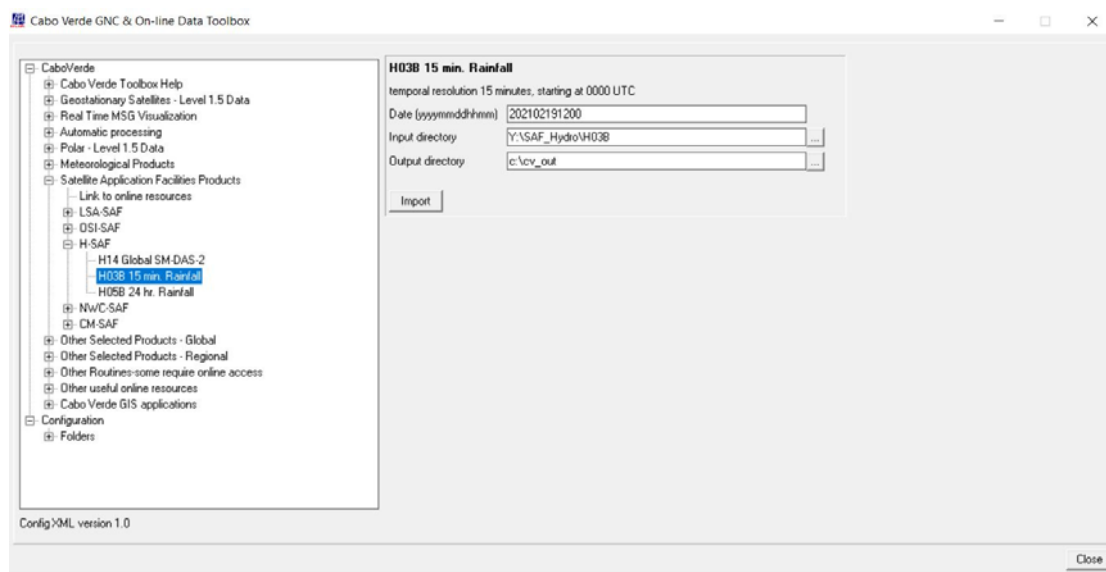 Cabo Verde GNC & On-line Data Toolbox
CaboVerde
Cabo Verde Toolbox Help
Geostationary Satellites - Level 1.5 Data
Real Time MSG Visualization
Automatic processing
Polar - Level 1.5 Data
Meteorological Products
Satellite Application Facilities Products
Link to online resources
LSA-SAF
OSI-SAF
H-SAF
H14 Global SM-DAS-2
H03B 15 min. Rainfall
H05B 24 hr. Rainfall
NWC-SAF
CM-SAF
Other Selected Products - Global
Other Selected Products - Regional
Other Routines-some require online access
Other useful online resources
Cabo Verde GIS applications
Configuration
Folders
Config XML version 1.0
H03B 15 min. Rainfall
temporal resolution 15 minutes, starting at 0000 UTC
Date (yyyymmddhhmm) 202102191200
Input directory Y:\SAF_Hydro\H03B ...
Output directory c:\cv_out ...
Import
Close